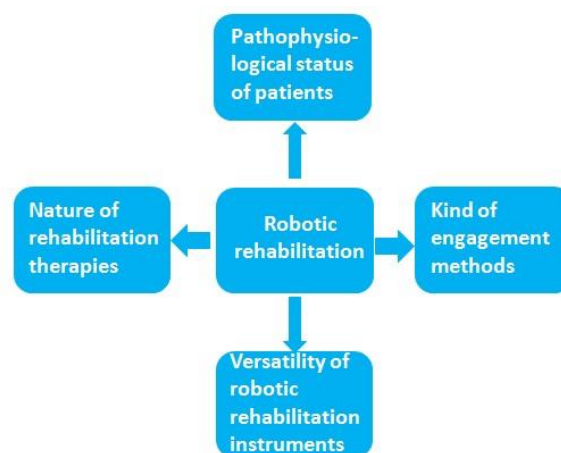 Pathophysio-
logical status
of patients
Nature of
rehabilitation
therapies
Robotic
rehabilitation
Kind of
engagement
methods
Versatility of
robotic
rehabilitation
instruments